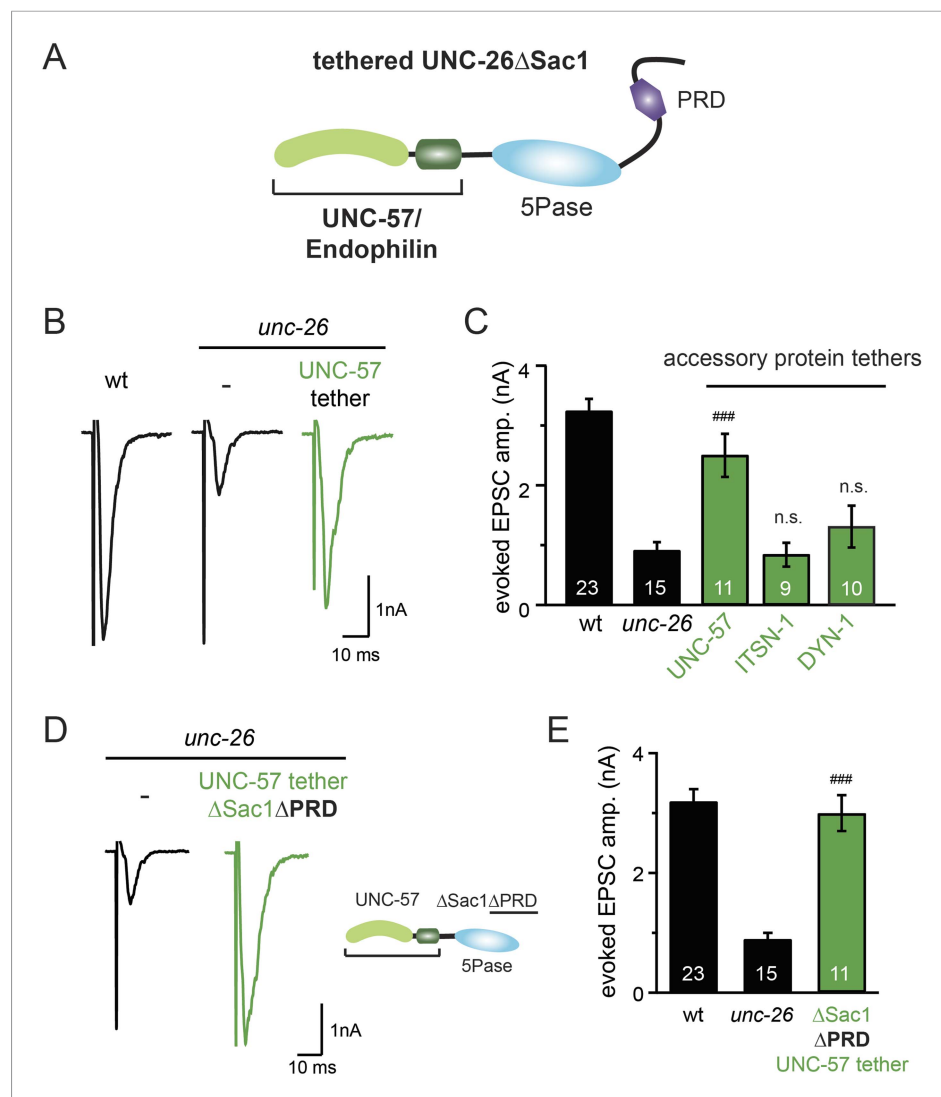 A
tethered UNC-26ΔSac1
PRD
5Pase
UNC-57/
Endophilin
B
unc-26
wt
-
UNC-57
tether
1nA
10 ms
C
accessory protein tethers
evoked EPSC amp. (nA)
4
2
0
###
n.s.
n.s.
23
15
11
9
10
wt
unc-26
UNC-57
ITSN-1
DYN-1
D
unc-26
-
UNC-57 tether
ΔSac1ΔPRD
UNC-57
ΔSac1ΔPRD
5Pase
1nA
10 ms
E
evoked EPSC amp. (nA)
4
2
0
###
23
15
11
wt
unc-26
ΔSac1
ΔPRD
UNC-57 tether